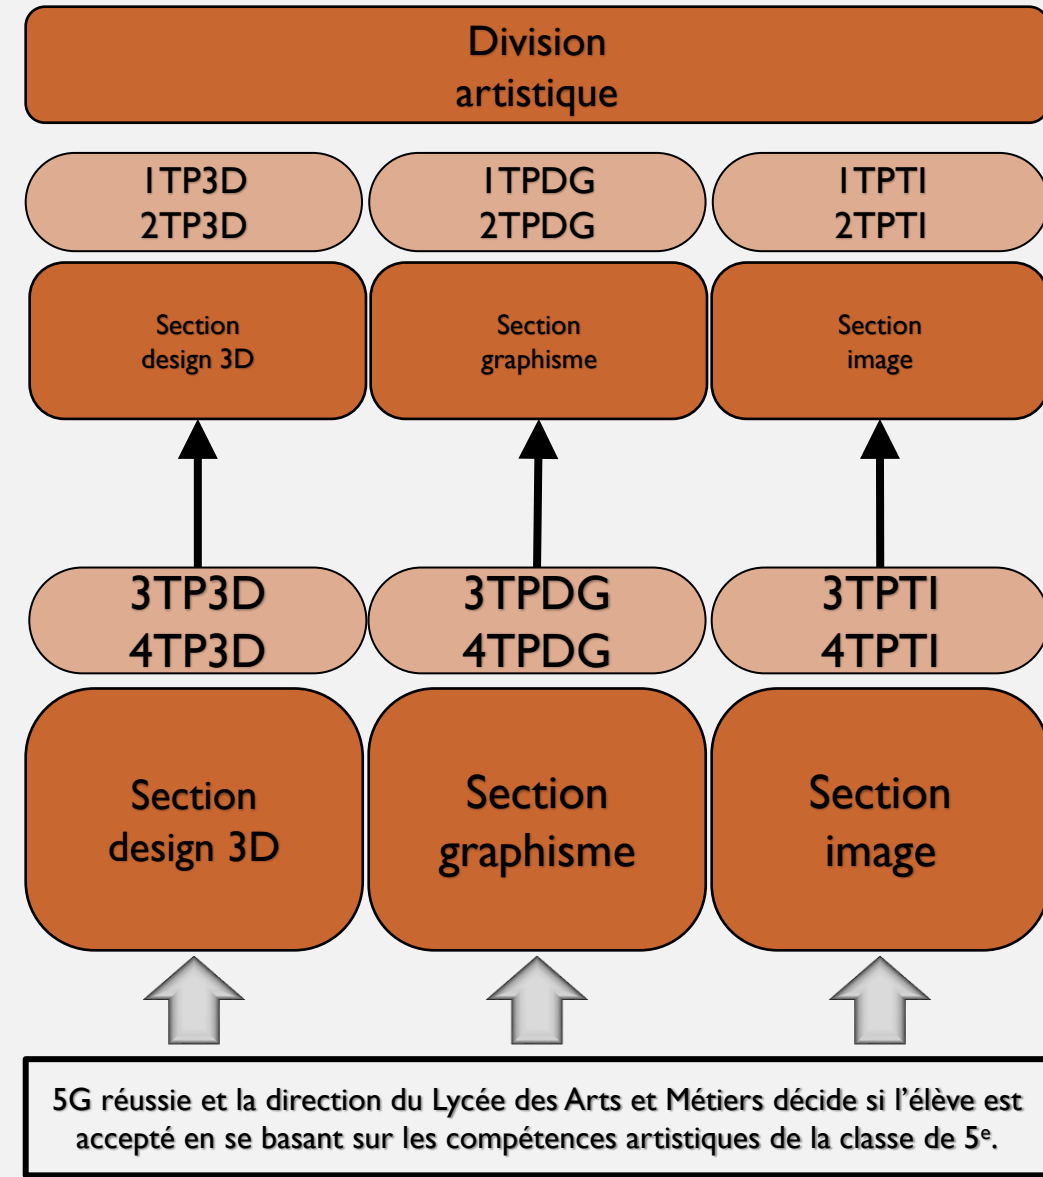 Division
artistique
1TP3D
2TP3D
1TPDG
2TPDG
1TPTI
2TPTI
Section
design 3D
Section
graphisme
Section
image
3TP3D
4TP3D
3TPDG
4TPDG
3TPTI
4TPTI
Section
design 3D
Section
graphisme
Section
image
5G réussie et la direction du Lycée des Arts et Métiers décide si l’élève est
accepté en se basant sur les compétences artistiques de la classe de 5ᵉ.